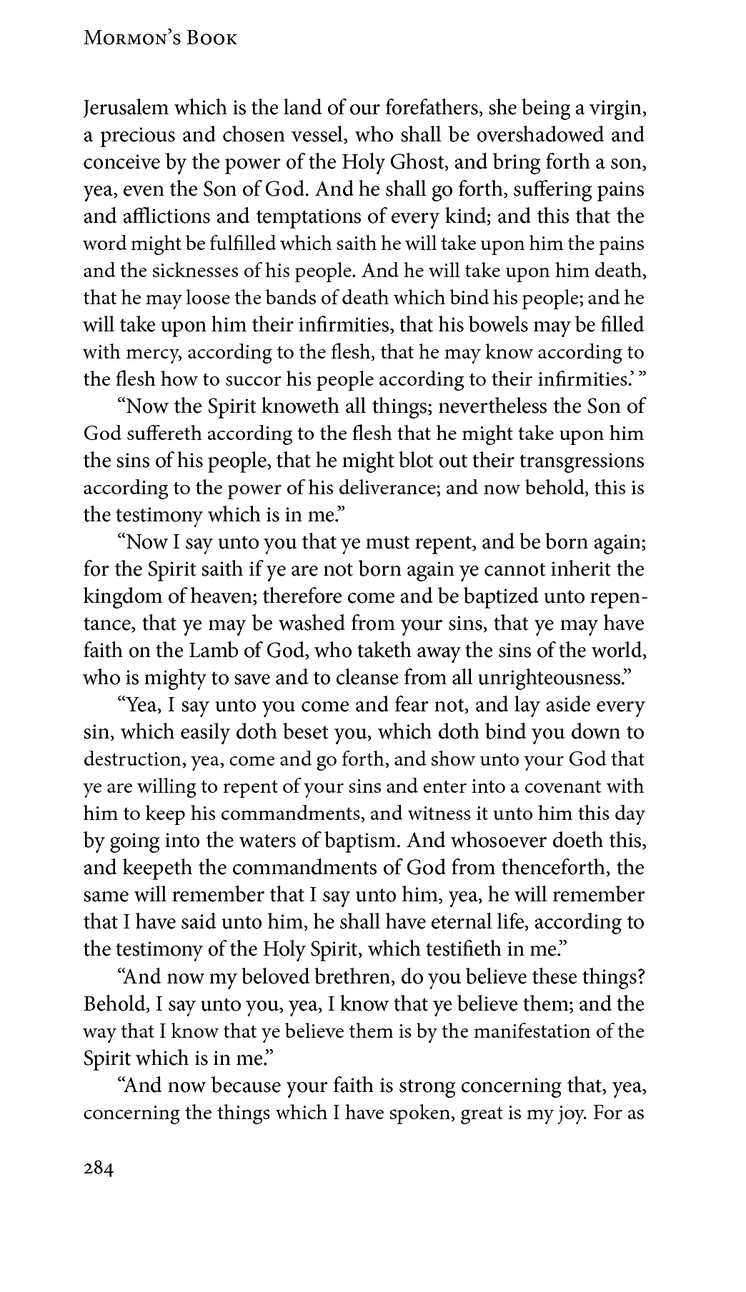 Mormon’s Book
Jerusalem which is the land of our forefathers, she being a virgin,
a precious and chosen vessel, who shall be overshadowed and
conceive by the power of the Holy Ghost, and bring forth a son,
yea, even the Son of God. And he shall go forth, suffering pains
and afflictions and temptations of every kind; and this that the
word might be fulfilled which saith he will take upon him the pains
and the sicknesses of his people. And he will take upon him death,
that he may loose the bands of death which bind his people; and he
will take upon him their infirmities, that his bowels may be filled
with mercy, according to the flesh, that he may know according to
the flesh how to succor his people according to their infirmities.’ ”
“Now the Spirit knoweth all things; nevertheless the Son of
God suffereth according to the flesh that he might take upon him
the sins of his people, that he might blot out their transgressions
according to the power of his deliverance; and now behold, this is
the testimony which is in me.”
“Now I say unto you that ye must repent, and be born again;
for the Spirit saith if ye are not born again ye cannot inherit the
kingdom of heaven; therefore come and be baptized unto repen-
tance, that ye may be washed from your sins, that ye may have
faith on the Lamb of God, who taketh away the sins of the world,
who is mighty to save and to cleanse from all unrighteousness.”
“Yea, I say unto you come and fear not, and lay aside every
sin, which easily doth beset you, which doth bind you down to
destruction, yea, come and go forth, and show unto your God that
ye are willing to repent of your sins and enter into a covenant with
him to keep his commandments, and witness it unto him this day
by going into the waters of baptism. And whosoever doeth this,
and keepeth the commandments of God from thenceforth, the
same will remember that I say unto him, yea, he will remember
that I have said unto him, he shall have eternal life, according to
the testimony of the Holy Spirit, which testifieth in me.”
“And now my beloved brethren, do you believe these things?
Behold, I say unto you, yea, I know that ye believe them; and the
way that I know that ye believe them is by the manifestation of the
Spirit which is in me.”
“And now because your faith is strong concerning that, yea,
concerning the things which I have spoken, great is my joy. For as
284